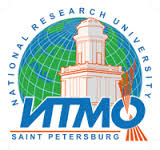 NATIONAL RESEARCH UNIVERSITY
ИТМО
SAINT PETERSBURG